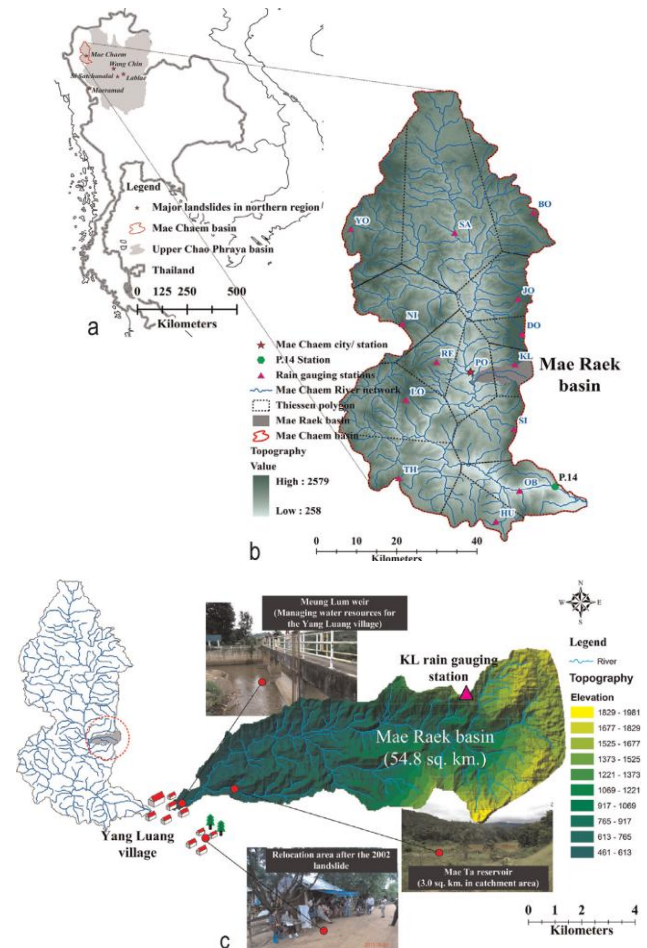 Mae Chaem
Wang Chin
Si Satchanalai
Lablae
Maeramad
Legend
Major landslides in northern region
Mae Chaem basin
Upper Chao Phraya basin
Thailand
0 125 250 500
Kilometers
a
YO
SA
BO
JO
DO
NI
RE
PO
KL
LO
SI
TH
OB
HU
P.14
Mae Raek
basin
Mae Chaem city/ station
P.14 Station
Rain gauging stations
Mae Chaem River network
Thiessen polygon
Mae Raek basin
Mae Chaem basin
Topography
Value
High : 2579
Low : 258
0 10 20 40
Kilometers
b
Meung Lum weir
(Managing water resources for
the Yang Luang village)
KL rain gauging
station
Mae Raek basin
(54.8 sq. km.)
Yang Luang
village
Relocation area after the 2002
landslide
Mae Ta reservoir
(3.0 sq. km. in catchment area)
N
W E
S
Legend
River
Topography
Elevation
1829 - 1981
1677 - 1829
1525 - 1677
1373 - 1525
1221 - 1373
1069 - 1221
917 - 1069
765 - 917
613 - 765
461 - 613
0 0.5 1 2 3 4
Kilometers
c